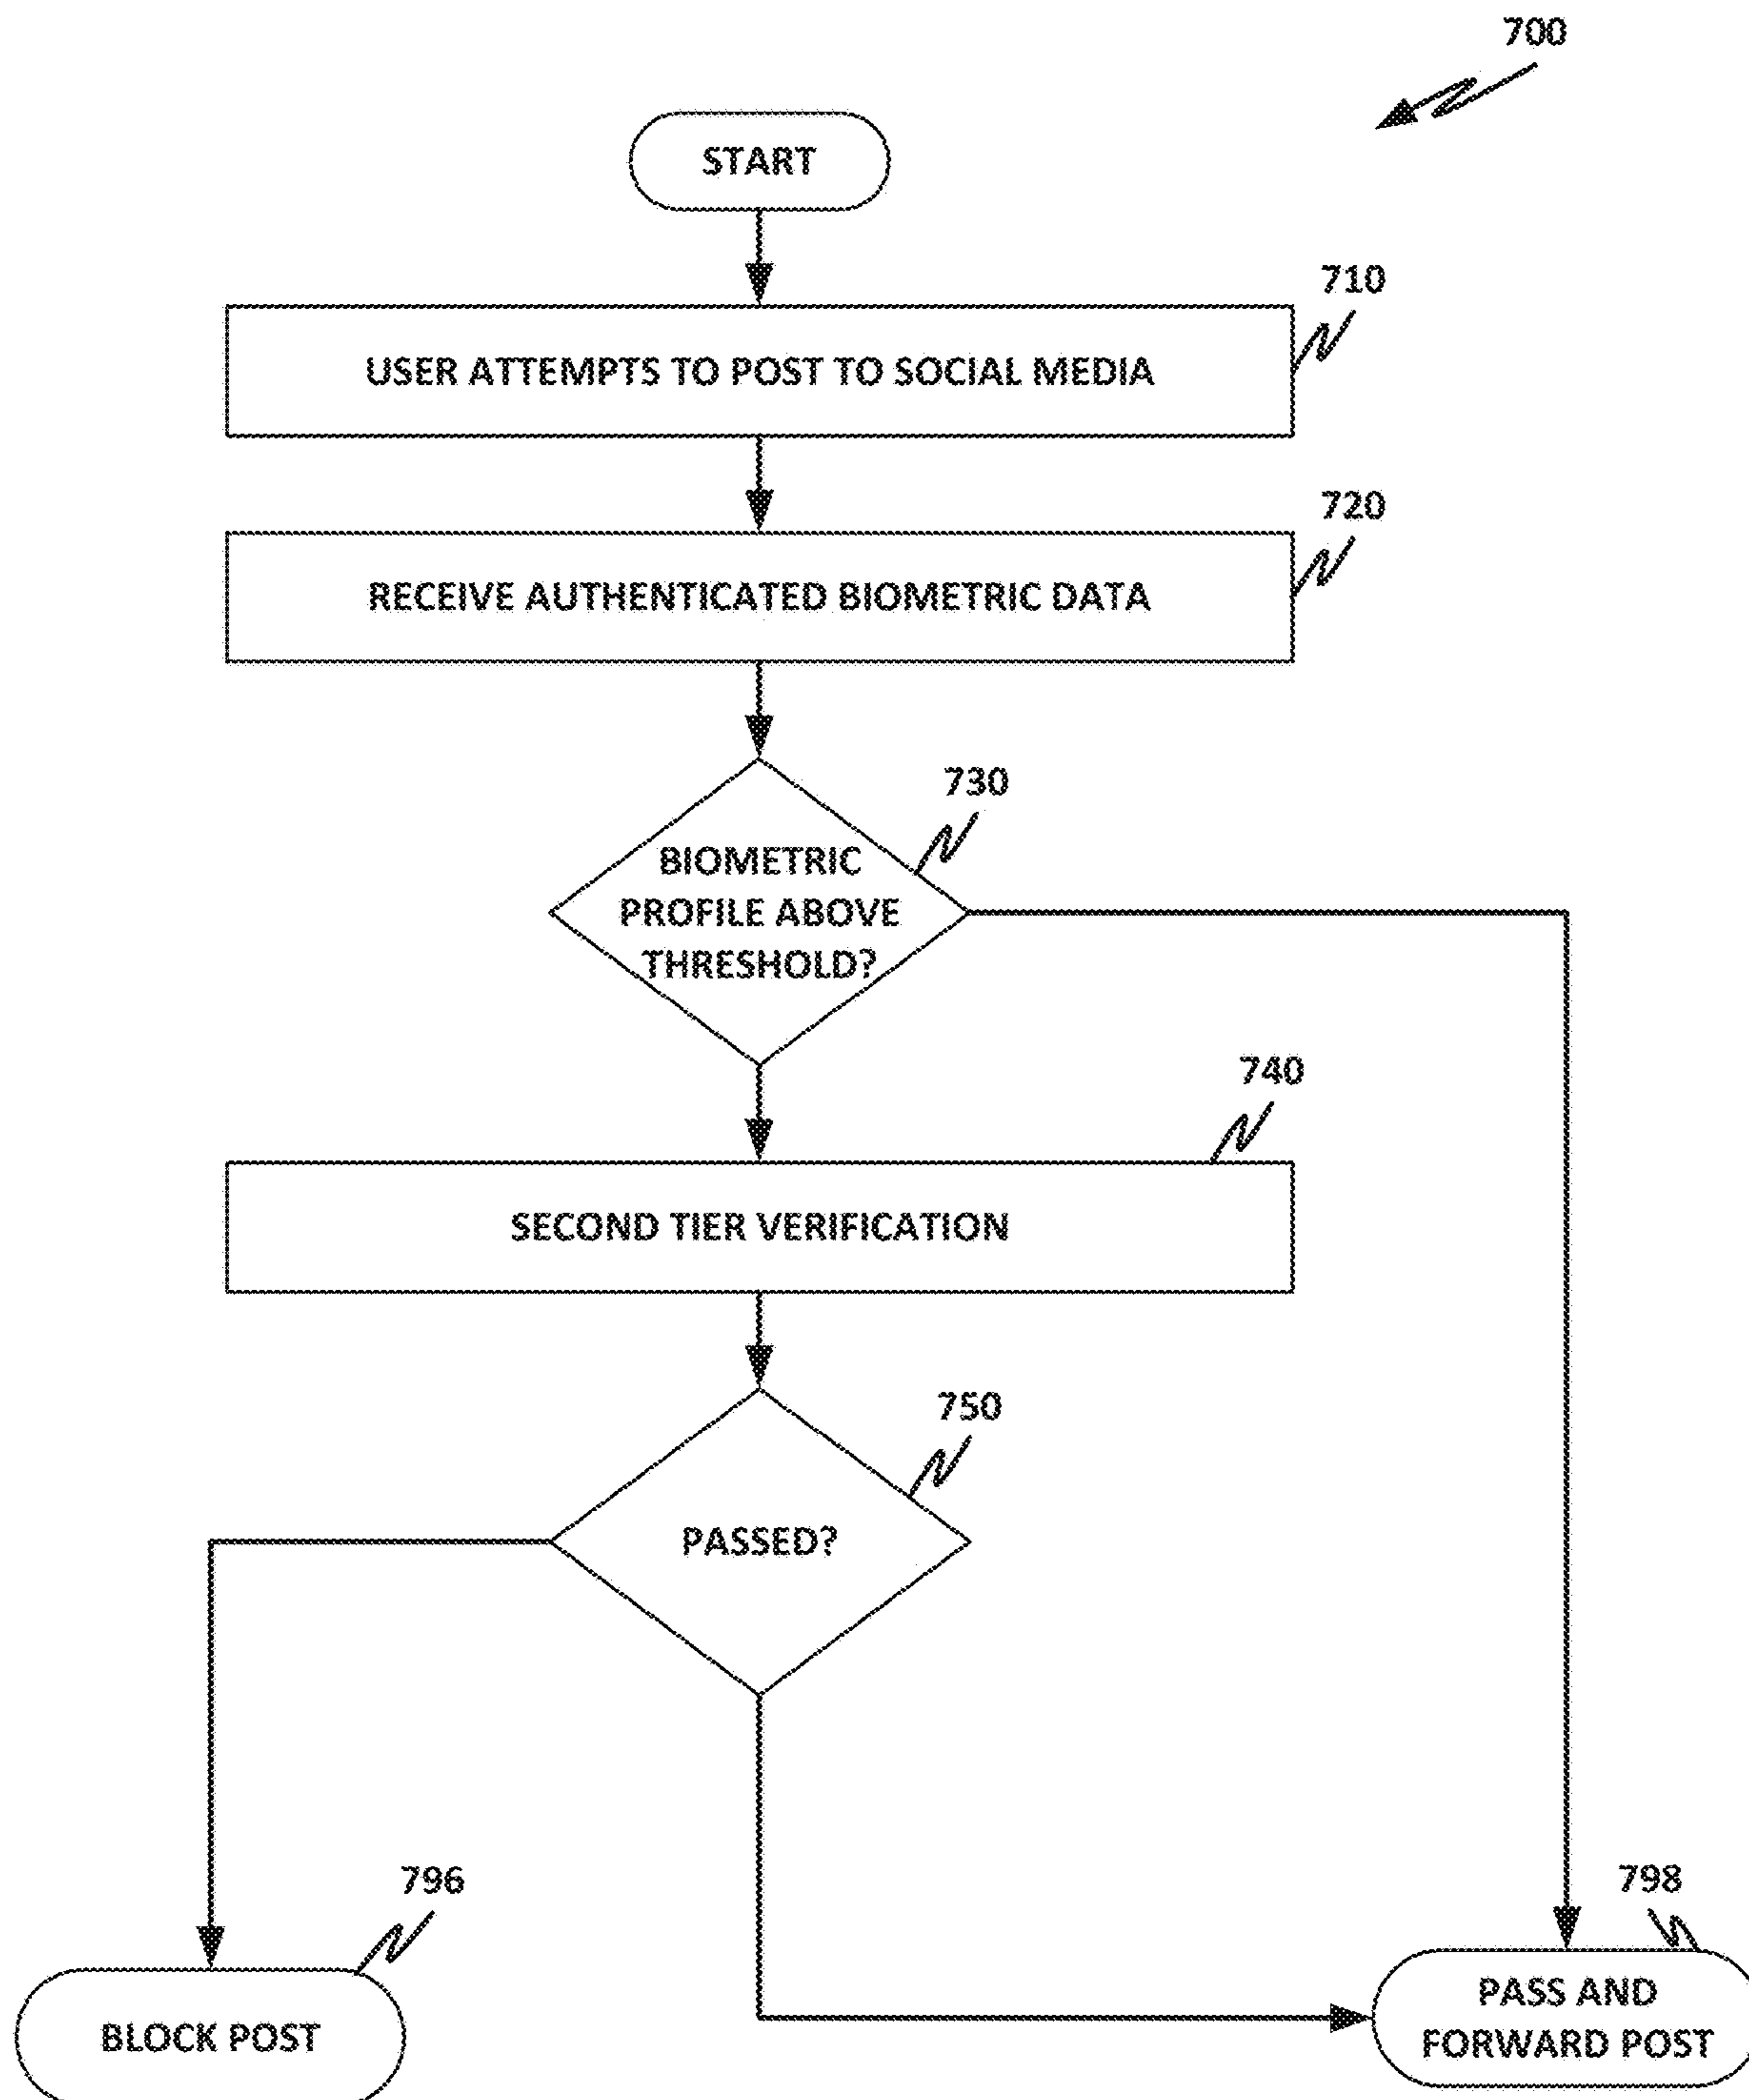 700
START
710
USER ATTEMPTS TO POST TO SOCIAL MEDIA
720
RECEIVE AUTHENTICATED BIOMETRIC DATA
730
BIOMETRIC
PROFILE ABOVE
THRESHOLD?
740
SECOND TIER VERIFICATION
750
PASSED?
796
BLOCK POST
798
PASS AND
FORWARD POST